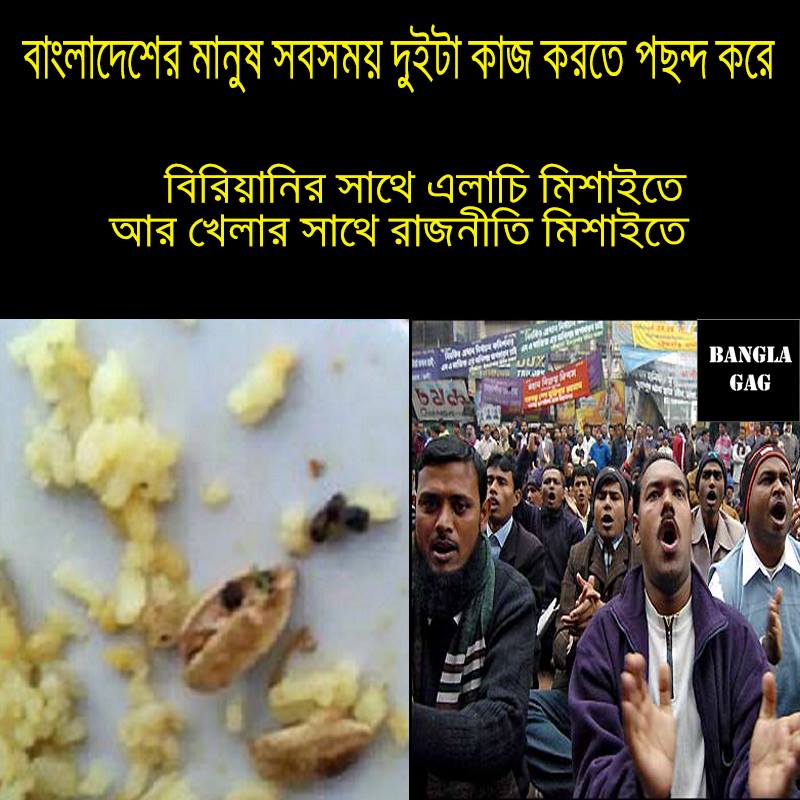 বাংলাদেশের মানুষ সবসময় দুইটা কাজ করতে পছন্দ করে
বিরিয়ানির সাথে এলাচি মিশাইতে
আর খেলার সাথে রাজনীতি মিশাইতে
BANGLA
GAG